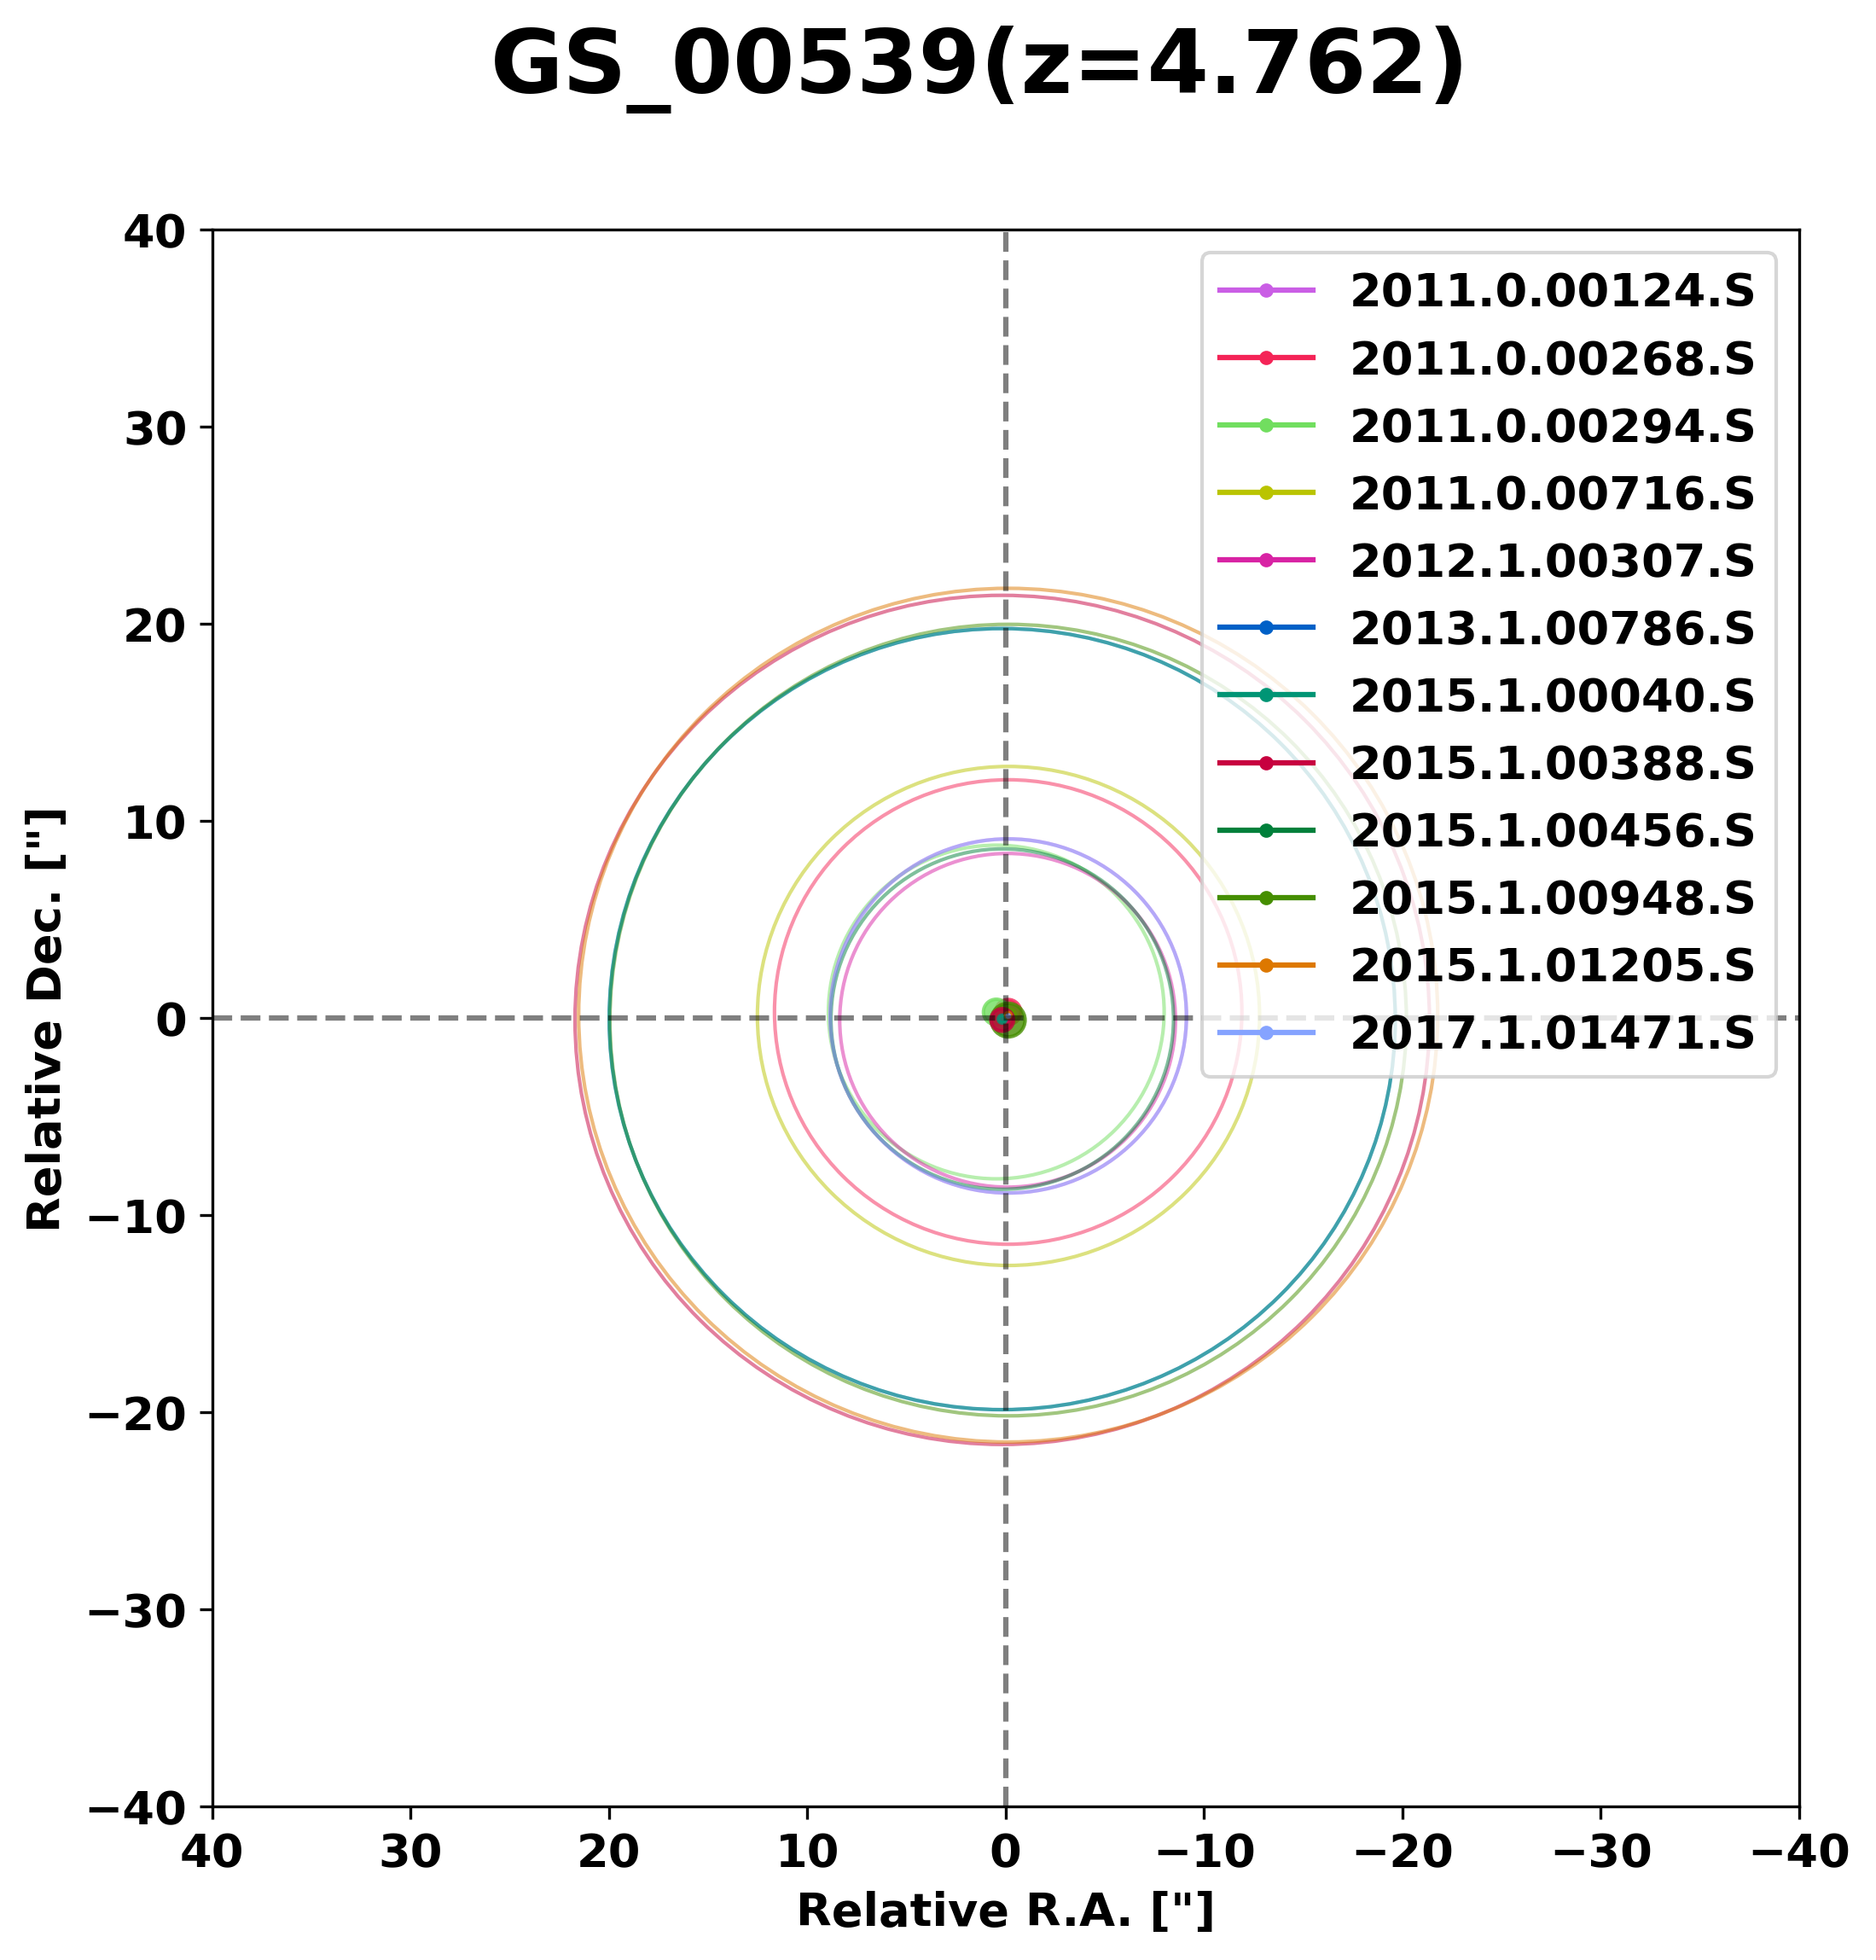 GS_00539(z=4.762)
40
30
20
10
0
−10
−20
−30
−40
Relative Dec. ["]
2011.0.00124.S
2011.0.00268.S
2011.0.00294.S
2011.0.00716.S
2012.1.00307.S
2013.1.00786.S
2015.1.00040.S
2015.1.00388.S
2015.1.00456.S
2015.1.00948.S
2015.1.01205.S
2017.1.01471.S
40 30 20 10 0 −10 −20 −30 −40
Relative R.A. ["]